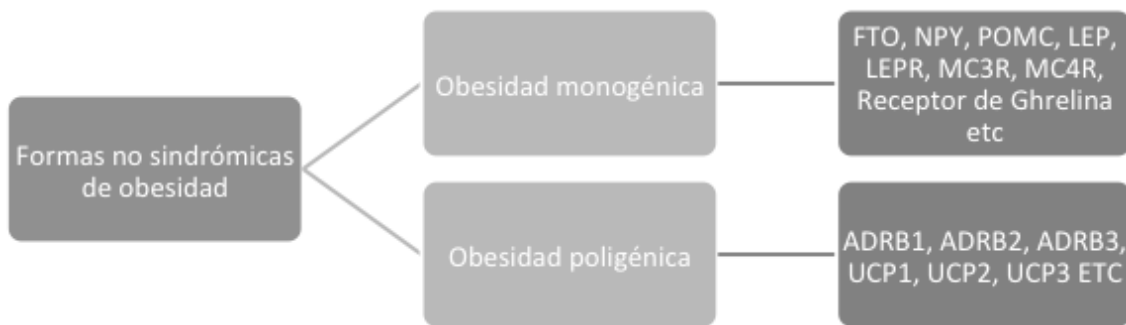 Formas no sindrómicas
de obesidad
Obesidad monogénica
FTO, NPY, POMC, LEP,
LEPR, MC3R, MC4R,
Receptor de Ghrelina
etc
Obesidad poligénica
ADRB1, ADRB2, ADRB3,
UCP1, UCP2, UCP3 ETC